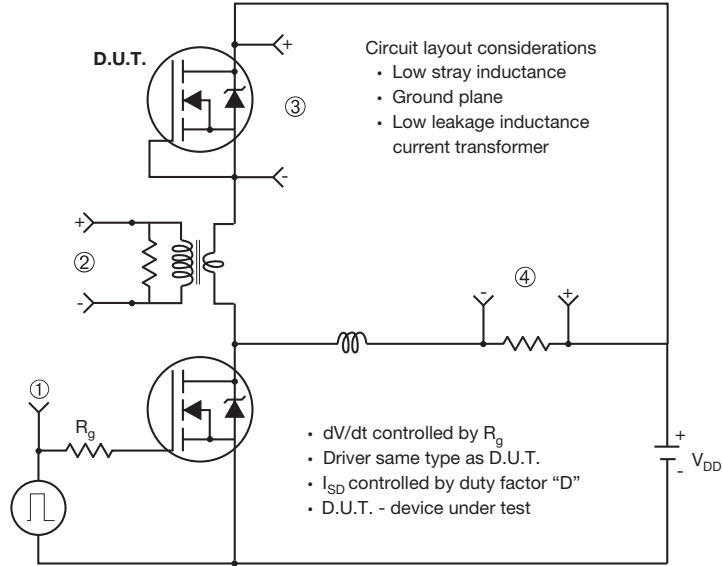 D.U.T.
+
③
-
Circuit layout considerations
• Low stray inductance
• Ground plane
• Low leakage inductance
current transformer
+
②
-
④
- +
①
R_g
+
V_DD
-
• dV/dt controlled by R_g
• Driver same type as D.U.T.
• I_SD controlled by duty factor “D”
• D.U.T. - device under test